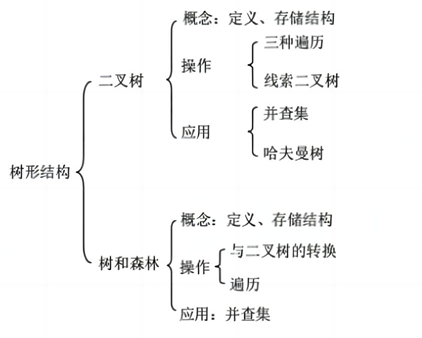 树形结构
二叉树
概念：定义、存储结构
操作
三种遍历
线索二叉树
应用
并查集
哈夫曼树
树和森林
概念：定义、存储结构
操作
与二叉树的转换
遍历
应用：并查集